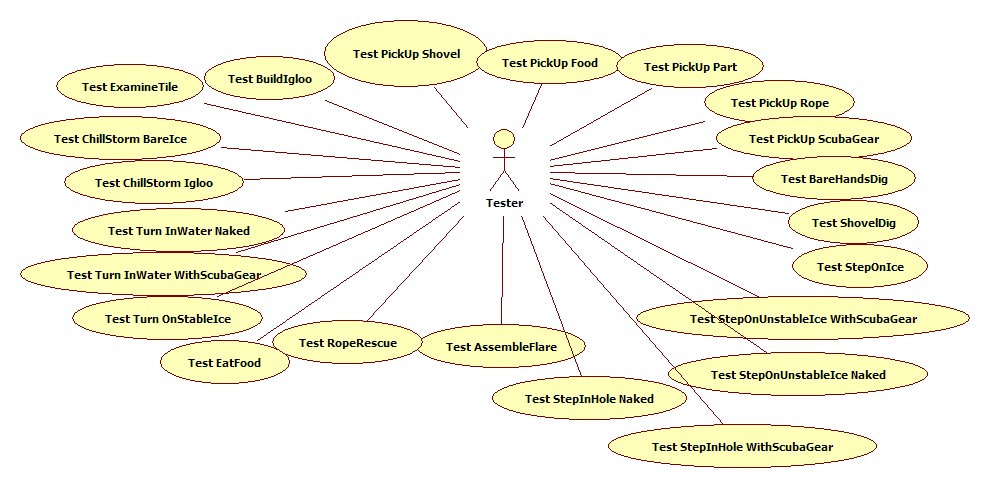 Test PickUp Shovel
Test PickUp Food
Test PickUp Part
Test BuildIgloo
Test ExamineTile
Test PickUp Rope
Test ChillStorm BareIce
Test PickUp ScubaGear
Test ChillStorm Igloo
Test BareHandsDig
Tester
Test ShovelDig
Test Turn InWater Naked
Test StepOnIce
Test Turn InWater WithScubaGear
Test Turn OnStableIce
Test StepOnUnstableIce WithScubaGear
Test RopeRescue
Test AssembleFlare
Test EatFood
Test StepOnUnstableIce Naked
Test StepInHole Naked
Test StepInHole WithScubaGear